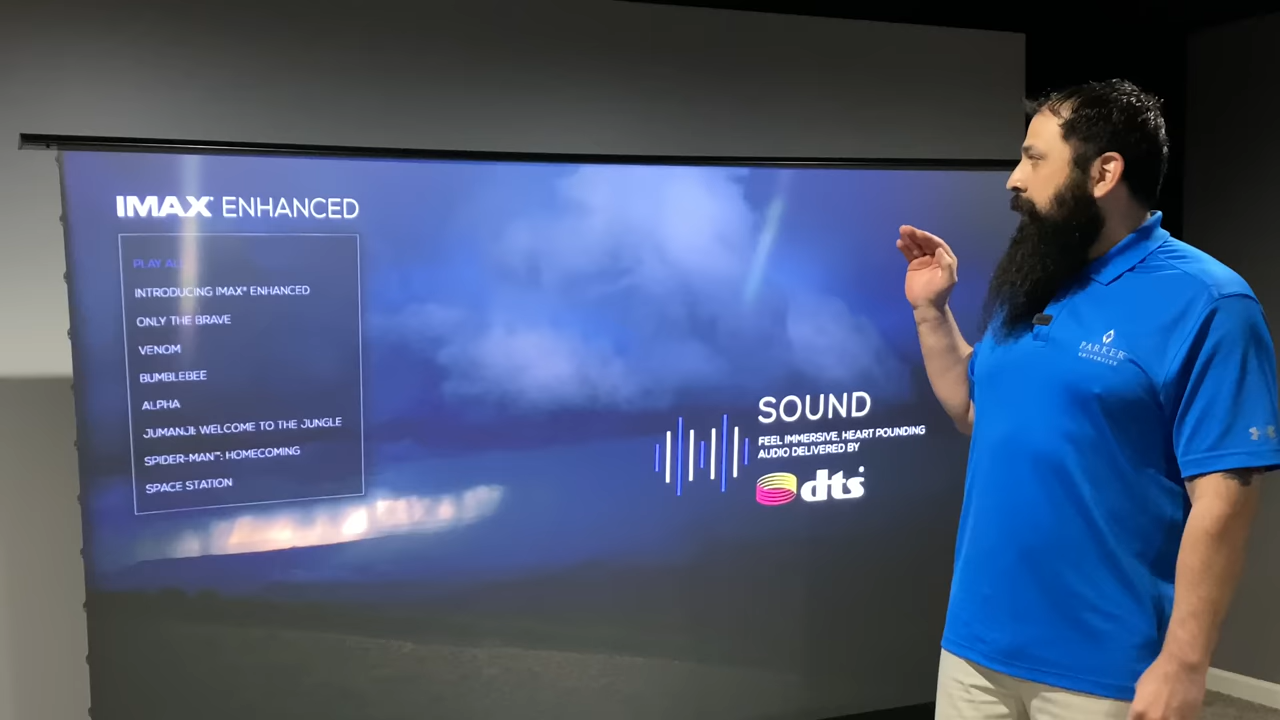 IMAX® ENHANCED
PLAY ALL
INTRODUCING IMAX® ENHANCED
ONLY THE BRAVE
VENOM
BUMBLEBEE
ALPHA
JUMANJI: WELCOME TO THE JUNGLE
SPIDER-MAN™: HOMECOMING
SPACE STATION
SOUND
FEEL IMMERSIVE, HEART POUNDING
AUDIO DELIVERED BY
dts®
PARKER
UNIVERSITY